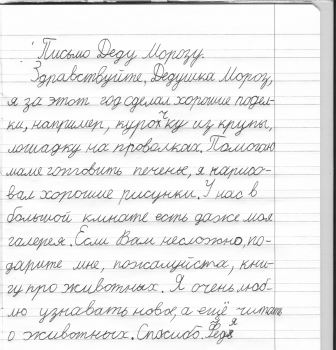 Письмо Деду Морозу.
Здравствуйте, Дедушка Мороз,
я за этот год сделал хорошие подел-
ки, например, курочку из крупы,
лошадку на проволках. Помогаю
маме готовить печенье, я нарисо-
вал хорошие рисунки. У нас в
большой кмнате есть даже моя
галерея. Если Вам несложно, по-
дарите мне, пожалуйста, кни-
гу про животных. Я очень люб-
лю узнавать новое, а ещё читать
о животных. Спасибо. Федя